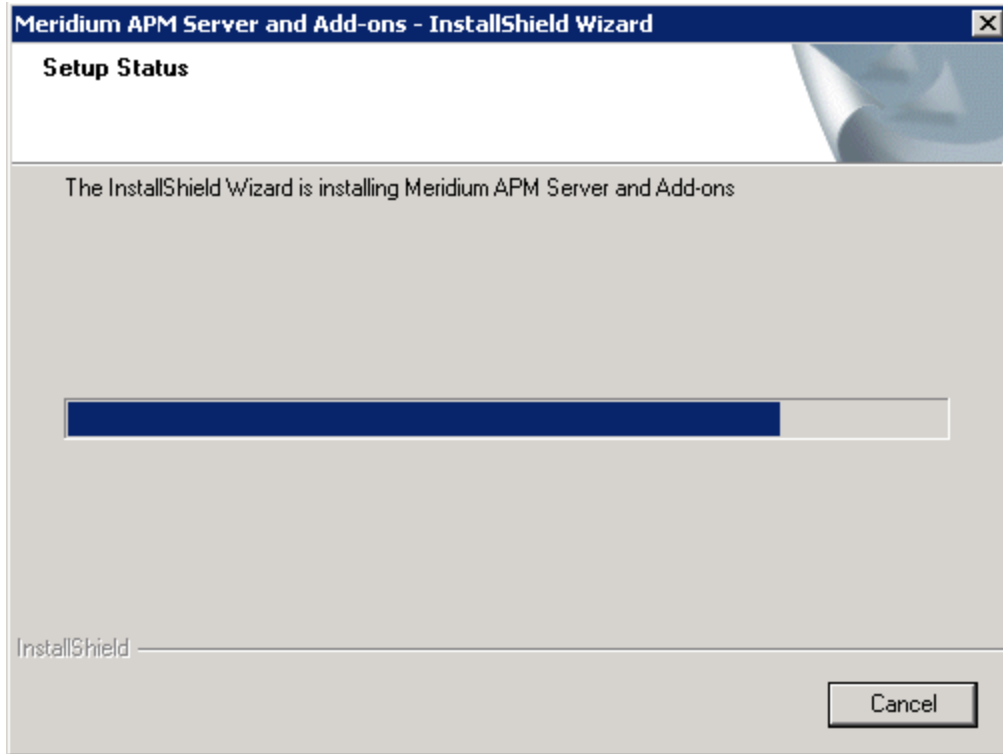 Meridium APM Server and Add-ons - InstallShield Wizard
Setup Status
The InstallShield Wizard is installing Meridium APM Server and Add-ons
InstallShield
Cancel